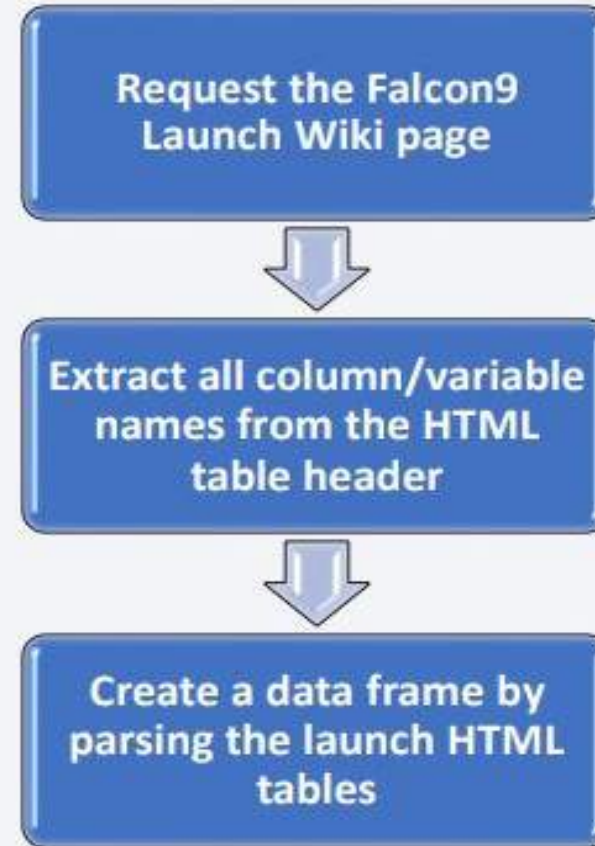 Request the Falcon9
Launch Wiki page
Extract all column/variable
names from the HTML
table header
Create a data frame by
parsing the launch HTML
tables